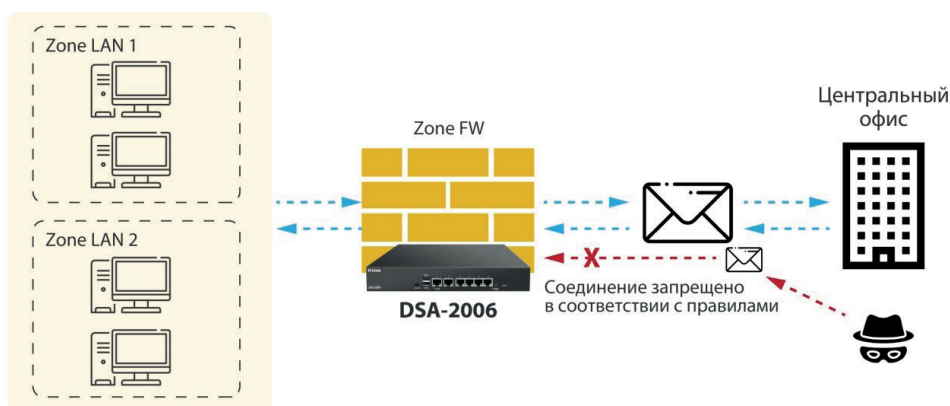 Zone LAN 1
Zone LAN 2
Zone FW
DSA-2006
Центральный
офис
X
Соединение запрещено
в соответствии с правилами